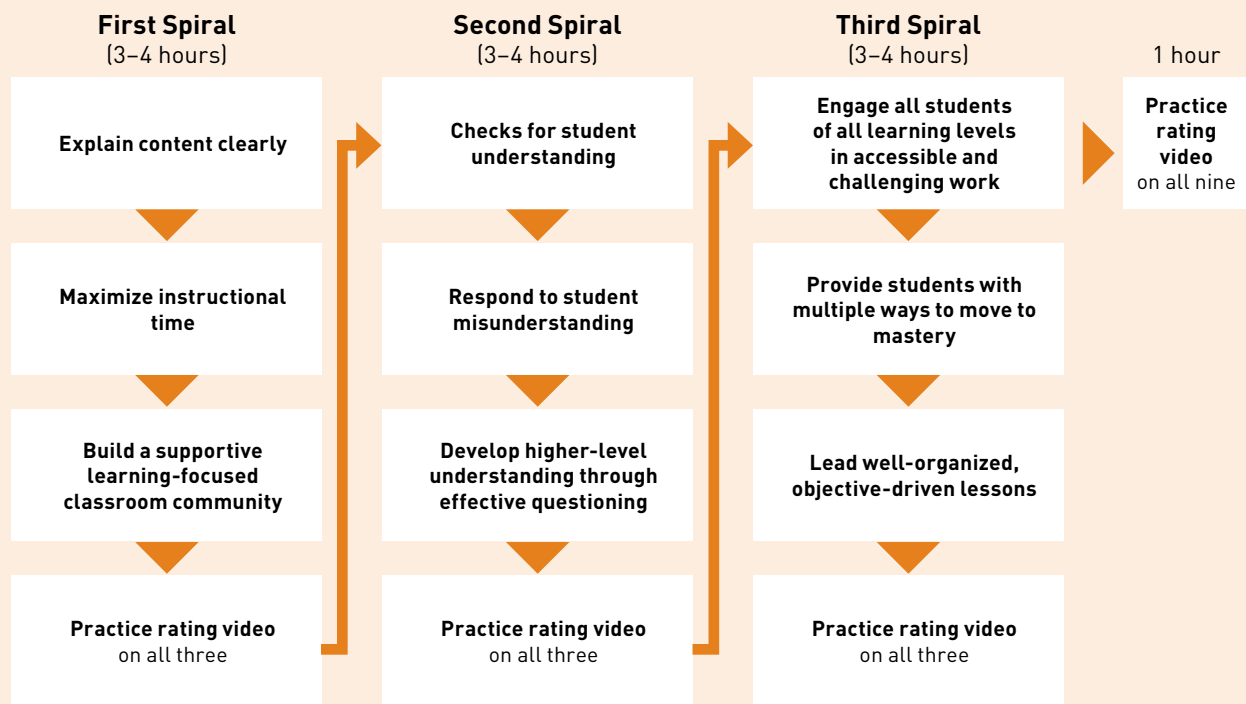 First Spiral
(3–4 hours)
Explain content clearly
Maximize instructional
time
Build a supportive
learning-focused
classroom community
Practice rating video
on all three
Second Spiral
(3–4 hours)
Checks for student
understanding
Respond to student
misunderstanding
Develop higher-level
understanding through
effective questioning
Practice rating video
on all three
Third Spiral
(3–4 hours)
Engage all students
of all learning levels
in accessible and
challenging work
Provide students with
multiple ways to move to
mastery
Lead well-organized,
objective-driven lessons
Practice rating video
on all three
1 hour
Practice
rating
video
on all nine